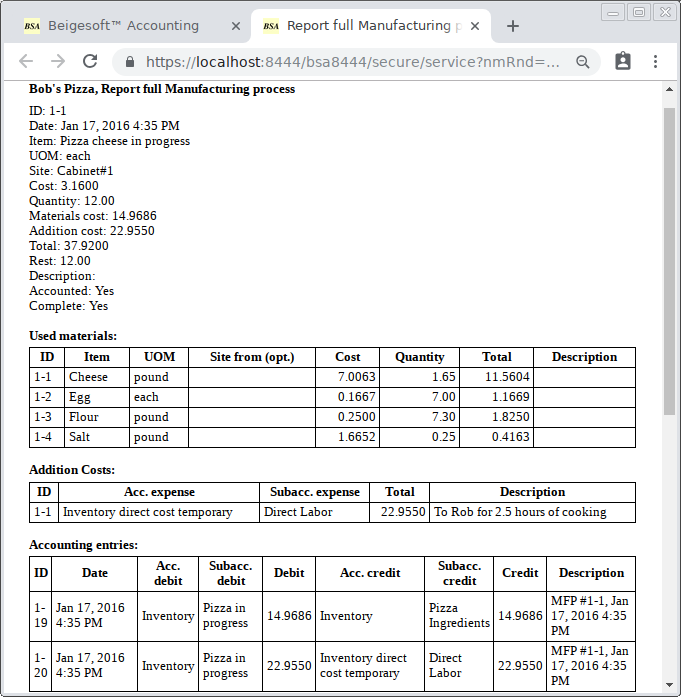 BSA Beigesoft™ Accounting
BSA Report full Manufacturing p
https://localhost:8444/bsa8444/secure/service?nmRnd=...
Bob's Pizza, Report full Manufacturing process
ID: 1-1
Date: Jan 17, 2016 4:35 PM
Item: Pizza cheese in progress
UOM: each
Site: Cabinet#1
Cost: 3.1600
Quantity: 12.00
Materials cost: 14.9686
Addition cost: 22.9550
Total: 37.9200
Rest: 12.00
Description:
Accounted: Yes
Complete: Yes
Used materials:
ID Item UOM Site from (opt.) Cost Quantity Total Description
1-1 Cheese pound 7.0063 1.65 11.5604
1-2 Egg each 0.1667 7.00 1.1669
1-3 Flour pound 0.2500 7.30 1.8250
1-4 Salt pound 1.6652 0.25 0.4163
Addition Costs:
ID Acc. expense Subacc. expense Total Description
1-1 Inventory direct cost temporary Direct Labor 22.9550 To Rob for 2.5 hours of cooking
Accounting entries:
ID Date Acc. debit Subacc. debit Debit Acc. credit Subacc. credit Credit Description
1-19 Jan 17, 2016 4:35 PM Inventory Pizza in progress 14.9686 Inventory Pizza Ingredients 14.9686 MFP #1-1, Jan 17, 2016 4:35 PM
1-20 Jan 17, 2016 4:35 PM Inventory Pizza in progress 22.9550 Inventory direct cost temporary Direct Labor 22.9550 MFP #1-1, Jan 17, 2016 4:35 PM